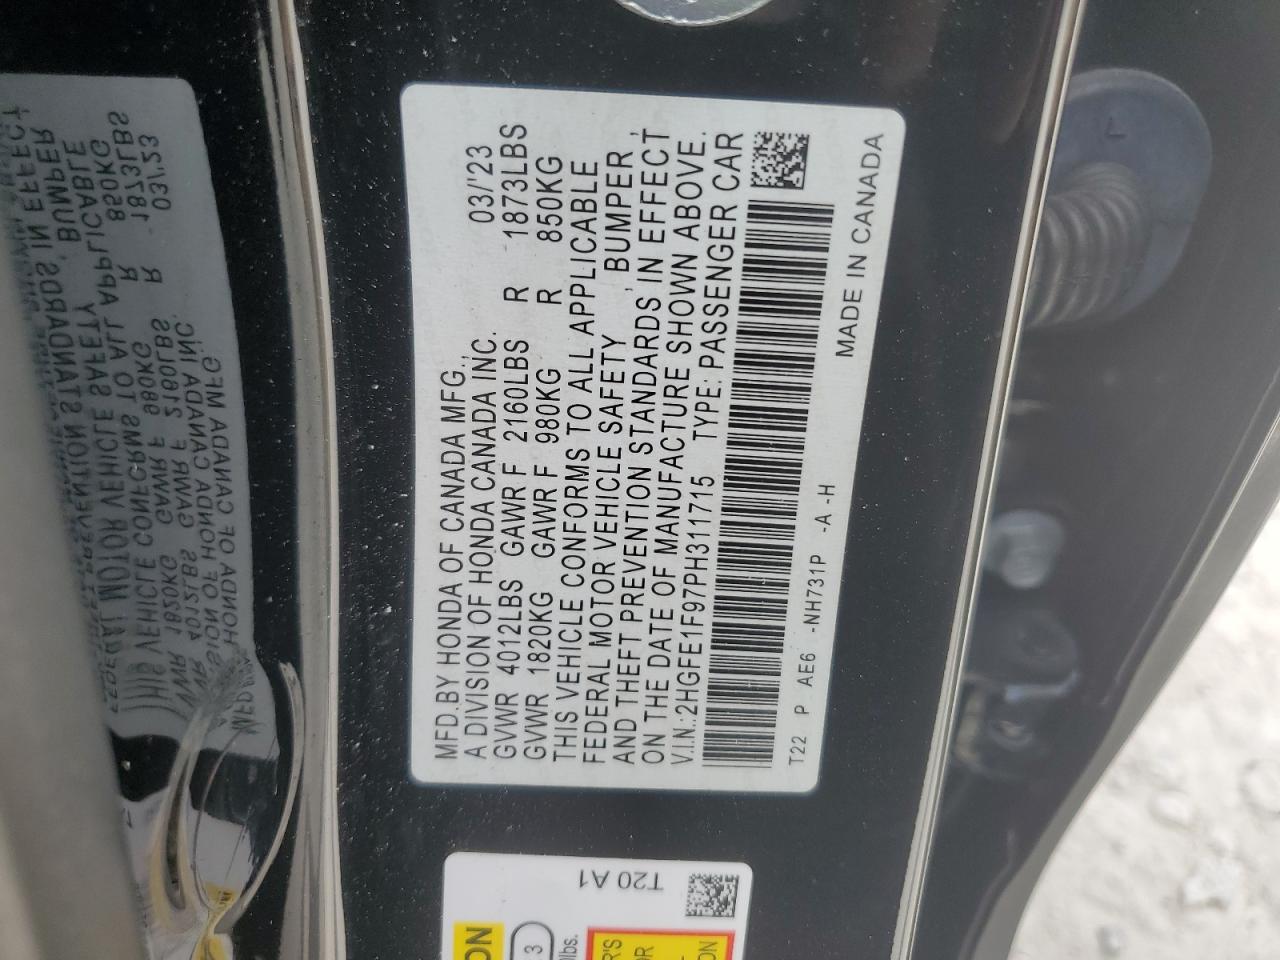 MFD.BY HONDA OF CANADA MFG., 03/'23
A DIVISION OF HONDA CANADA INC.
GVWR 4012LBS GAWR F 2160LBS R 1873LBS
GVWR 1820KG GAWR F 980KG R 850KG
THIS VEHICLE CONFORMS TO ALL APPLICABLE
FEDERAL MOTOR VEHICLE SAFETY , BUMPER,
AND THEFT PREVENTION STANDARDS IN EFFECT
ON THE DATE OF MANUFACTURE SHOWN ABOVE.
V.I.N.:2HGFE1F97PH311715 TYPE: PASSENGER CAR
T22 P AE6 -NH731P -A -H
MADE IN CANADA
T20 A1
3
lbs.
L